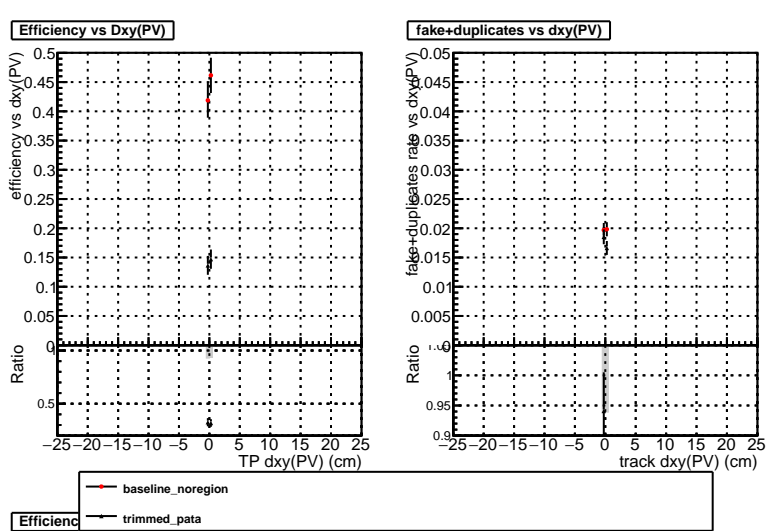 Efficiency vs Dxy(PV)
efficiency vs dxy(PV)
0.5
0.45
0.4
0.35
0.3
0.25
0.2
0.15
0.1
0.05
0
Ratio
1
0.5
−25 −20 −15 −10 −5 0 5 10 15 20 25
TP dxy(PV) (cm)
fake+duplicates vs dxy(PV)
fake+duplicates rate vs dxy(PV)
0.05
0.045
0.04
0.035
0.03
0.025
0.02
0.015
0.01
0.005
0
Ratio
1
0.95
0.9
−25 −20 −15 −10 −5 0 5 10 15 20 25
track dxy(PV) (cm)
baseline_noregion
trimmed_pata